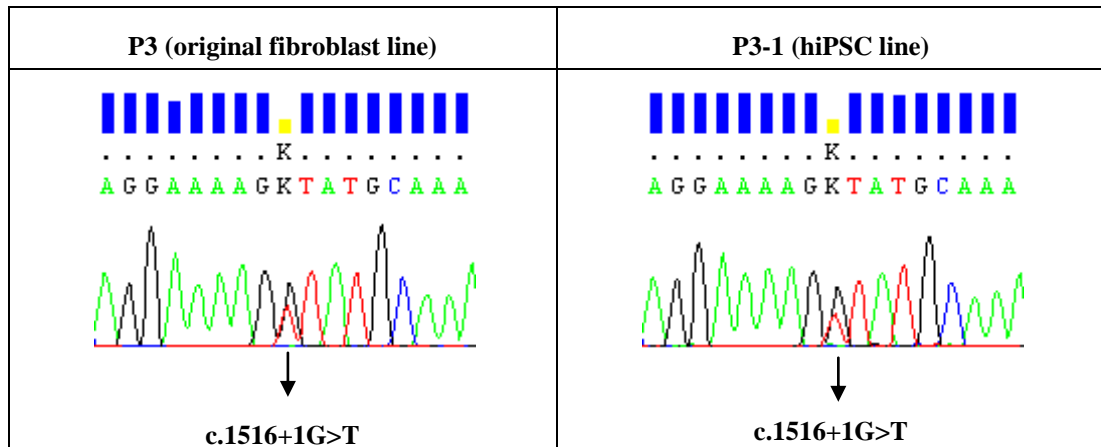 P3 (original fibroblast line)
. . . . . . . . K . . . . . . . .
A G G A A A A G K T A T G C A A A
c.1516+1G>T
P3-1 (hiPSC line)
. . . . . . . . K . . . . . . . .
A G G A A A A G K T A T G C A A A
c.1516+1G>T